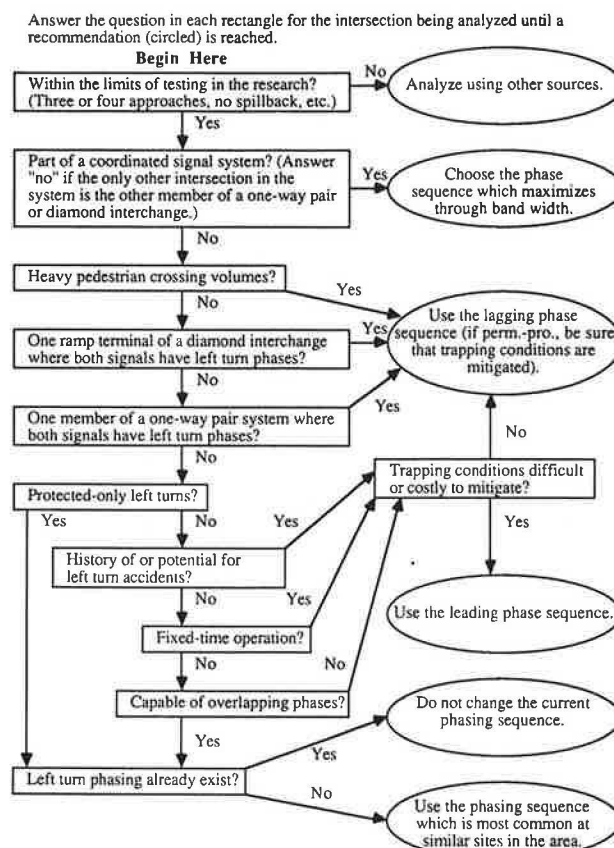 Answer the question in each rectangle for the intersection being analyzed until a
recommendation (circled) is reached.
Begin Here
Within the limits of testing in the research?
(Three or four approaches, no spillback, etc.)
No
Analyze using other sources.
Yes
Part of a coordinated signal system? (Answer
"no" if the only other intersection in the
system is the other member of a one-way pair
or diamond interchange.)
Yes
Choose the phase
sequence which maximizes
through band width.
No
Heavy pedestrian crossing volumes?
Yes
No
Use the lagging phase
sequence (if perm.-pro., be sure
that trapping conditions are
mitigated).
One ramp terminal of a diamond interchange
where both signals have left turn phases?
Yes
No
One member of a one-way pair system where
both signals have left turn phases?
Yes
No
No
Trapping conditions difficult
or costly to mitigate?
Protected-only left turns?
Yes
No
Yes
Yes
History of or potential for
left turn accidents?
No
Yes
Use the leading phase sequence.
Fixed-time operation?
No
No
Capable of overlapping phases?
Do not change the current
phasing sequence.
Yes
Yes
Left turn phasing already exist?
No
Use the phasing sequence
which is most common at
similar sites in the area.